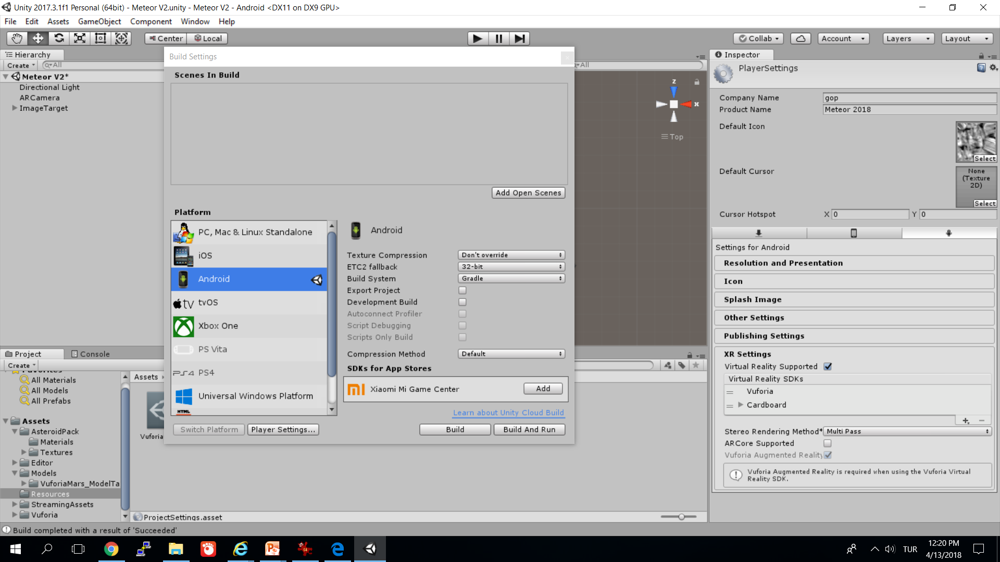 Unity 2017.3.1f1 Personal (64bit) - Meteor V2.unity - Meteor V2 - Android <DX11 on DX9 GPU>
File Edit Assets GameObject Component Window Help
Center Local Collab Account Layers Layout
Hierarchy
Create All
Meteor V2*
Directional Light
ARCamera
ImageTarget
Build Settings
Scenes In Build
Add Open Scenes
Platform
PC, Mac & Linux Standalone
iOS
Android
tvOS
Xbox One
PS Vita
PS4
Universal Windows Platform
HTML
Switch Platform Player Settings...
Android
Texture Compression Don't override
ETC2 fallback 32-bit
Build System Gradle
Export Project
Development Build
Autoconnect Profiler
Script Debugging
Scripts Only Build
Compression Method Default
SDKs for App Stores
Xiaomi Mi Game Center Add
Learn about Unity Cloud Build
Build Build And Run
All
z
x
Top
Inspector
PlayerSettings
Company Name gop
Product Name Meteor 2018
Default Icon
Select
Default Cursor
None
(Texture
2D)
Select
Cursor Hotspot X 0 Y 0
Settings for Android
Resolution and Presentation
Icon
Splash Image
Other Settings
Publishing Settings
XR Settings
Virtual Reality Supported
Virtual Reality SDKs
Vuforia
Cardboard
Stereo Rendering Method* Multi Pass
ARCore Supported
Vuforia Augmented Reality
Vuforia Augmented Reality is required when using the Vuforia Virtual
Reality SDK.
Project Console
Create
Favorites
All Materials
All Models
All Prefabs
Assets
AsteroidPack
Materials
Textures
Editor
Models
VuforiaMars_ModelTa
Resources
StreamingAssets
Vuforia
Assets
Vuforia
ProjectSettings.asset
Build completed with a result of 'Succeeded'
TUR
12:20 PM
4/13/2018